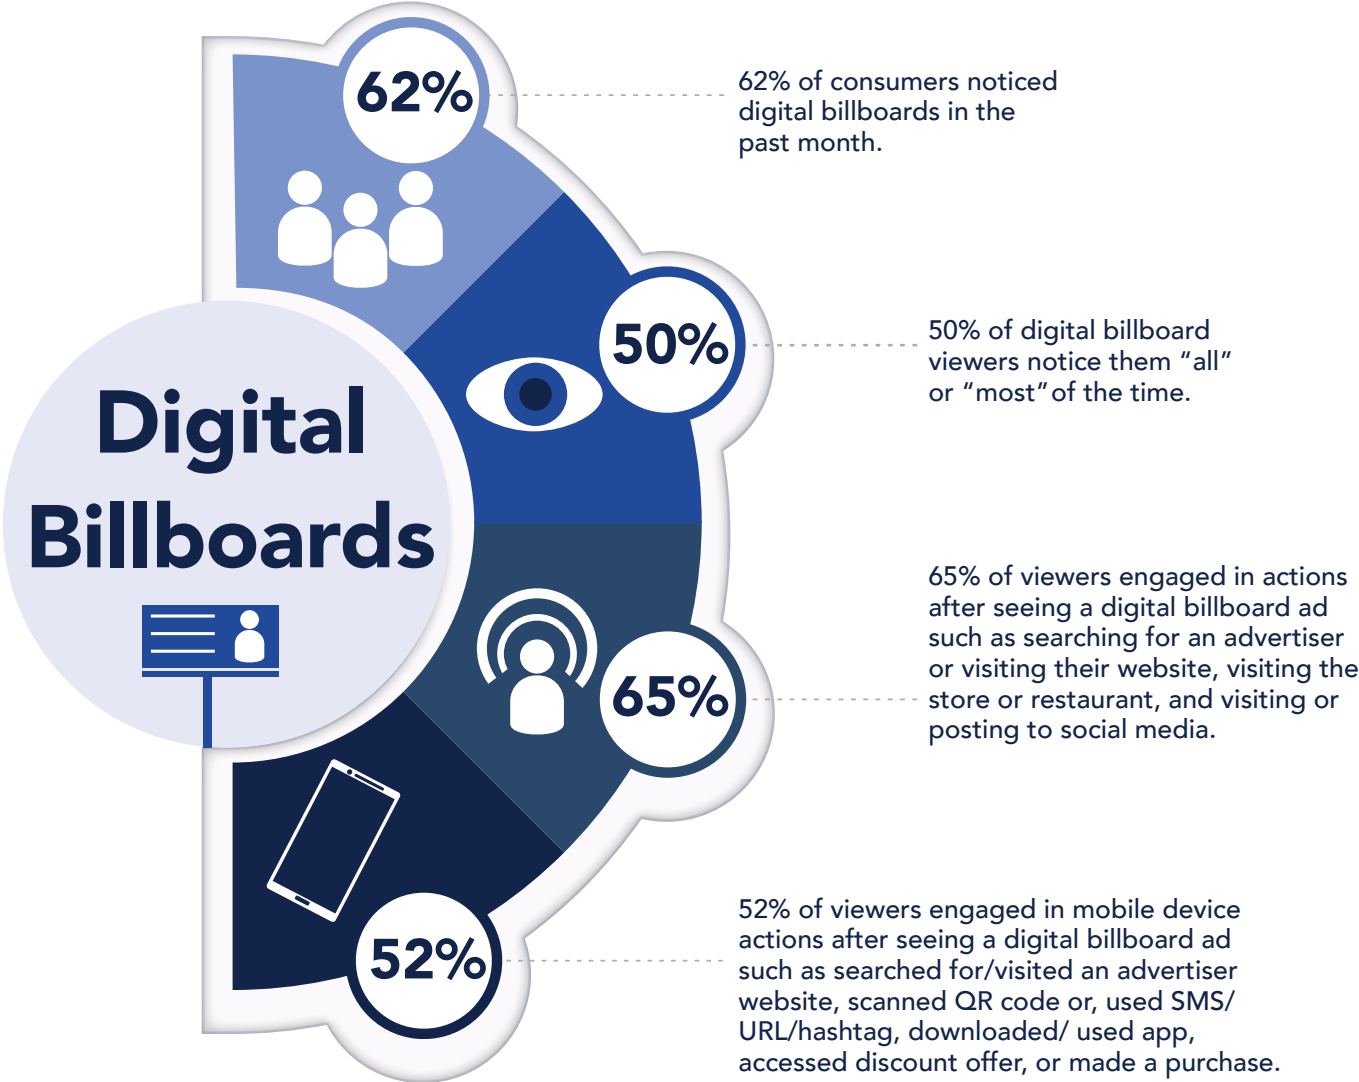 62%
62% of consumers noticed
digital billboards in the
past month.
50%
50% of digital billboard
viewers notice them “all”
or “most” of the time.
Digital
Billboards
65%
65% of viewers engaged in actions
after seeing a digital billboard ad
such as searching for an advertiser
or visiting their website, visiting the
store or restaurant, and visiting or
posting to social media.
52%
52% of viewers engaged in mobile device
actions after seeing a digital billboard ad
such as searched for/visited an advertiser
website, scanned QR code or, used SMS/
URL/hashtag, downloaded/ used app,
accessed discount offer, or made a purchase.